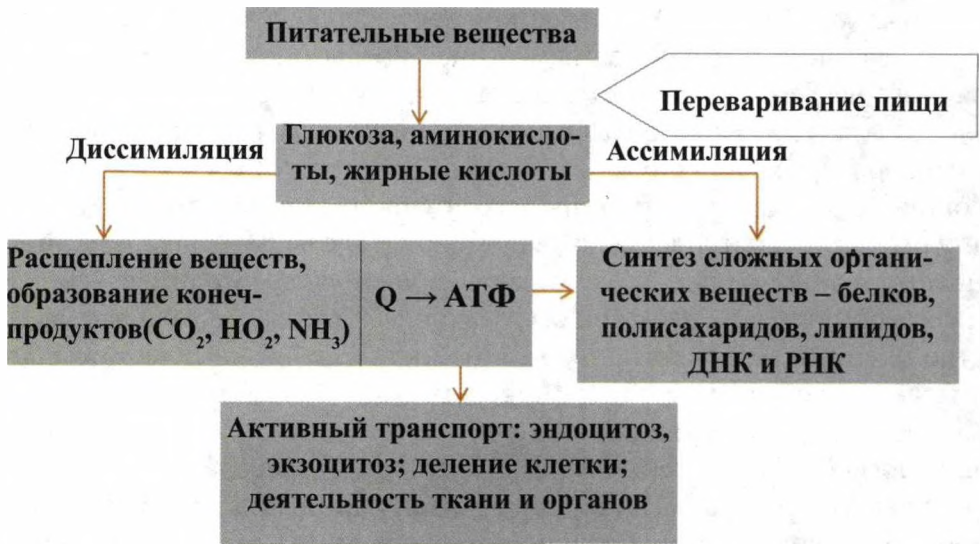 Питательные вещества
Переваривание пищи
Глюкоза, аминокисло-
ты, жирные кислоты
Диссимиляция
Ассимиляция
Расщепление веществ,
образование конеч-
продуктов(CO₂, HO₂, NH₃)
Q → АТФ
Синтез сложных органи-
ческих веществ – белков,
полисахаридов, липидов,
ДНК и РНК
Активный транспорт: эндоцитоз,
экзоцитоз; деление клетки;
деятельность ткани и органов